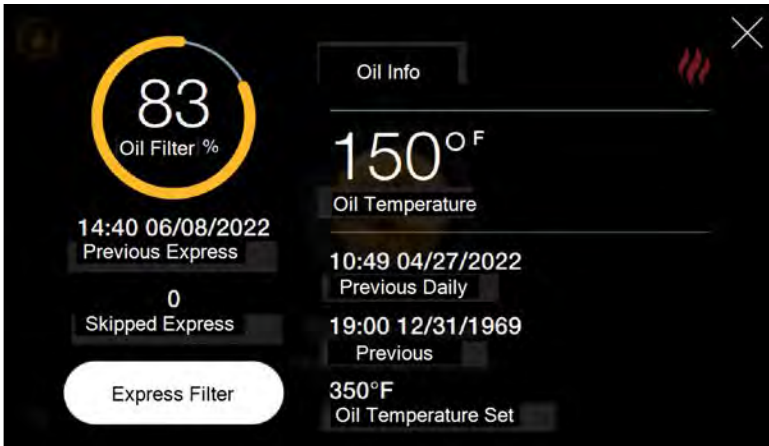 83
Oil Filter %
14:40 06/08/2022
Previous Express
0
Skipped Express
Express Filter
Oil Info
150° F
Oil Temperature
10:49 04/27/2022
Previous Daily
19:00 12/31/1969
Previous
350°F
Oil Temperature Set